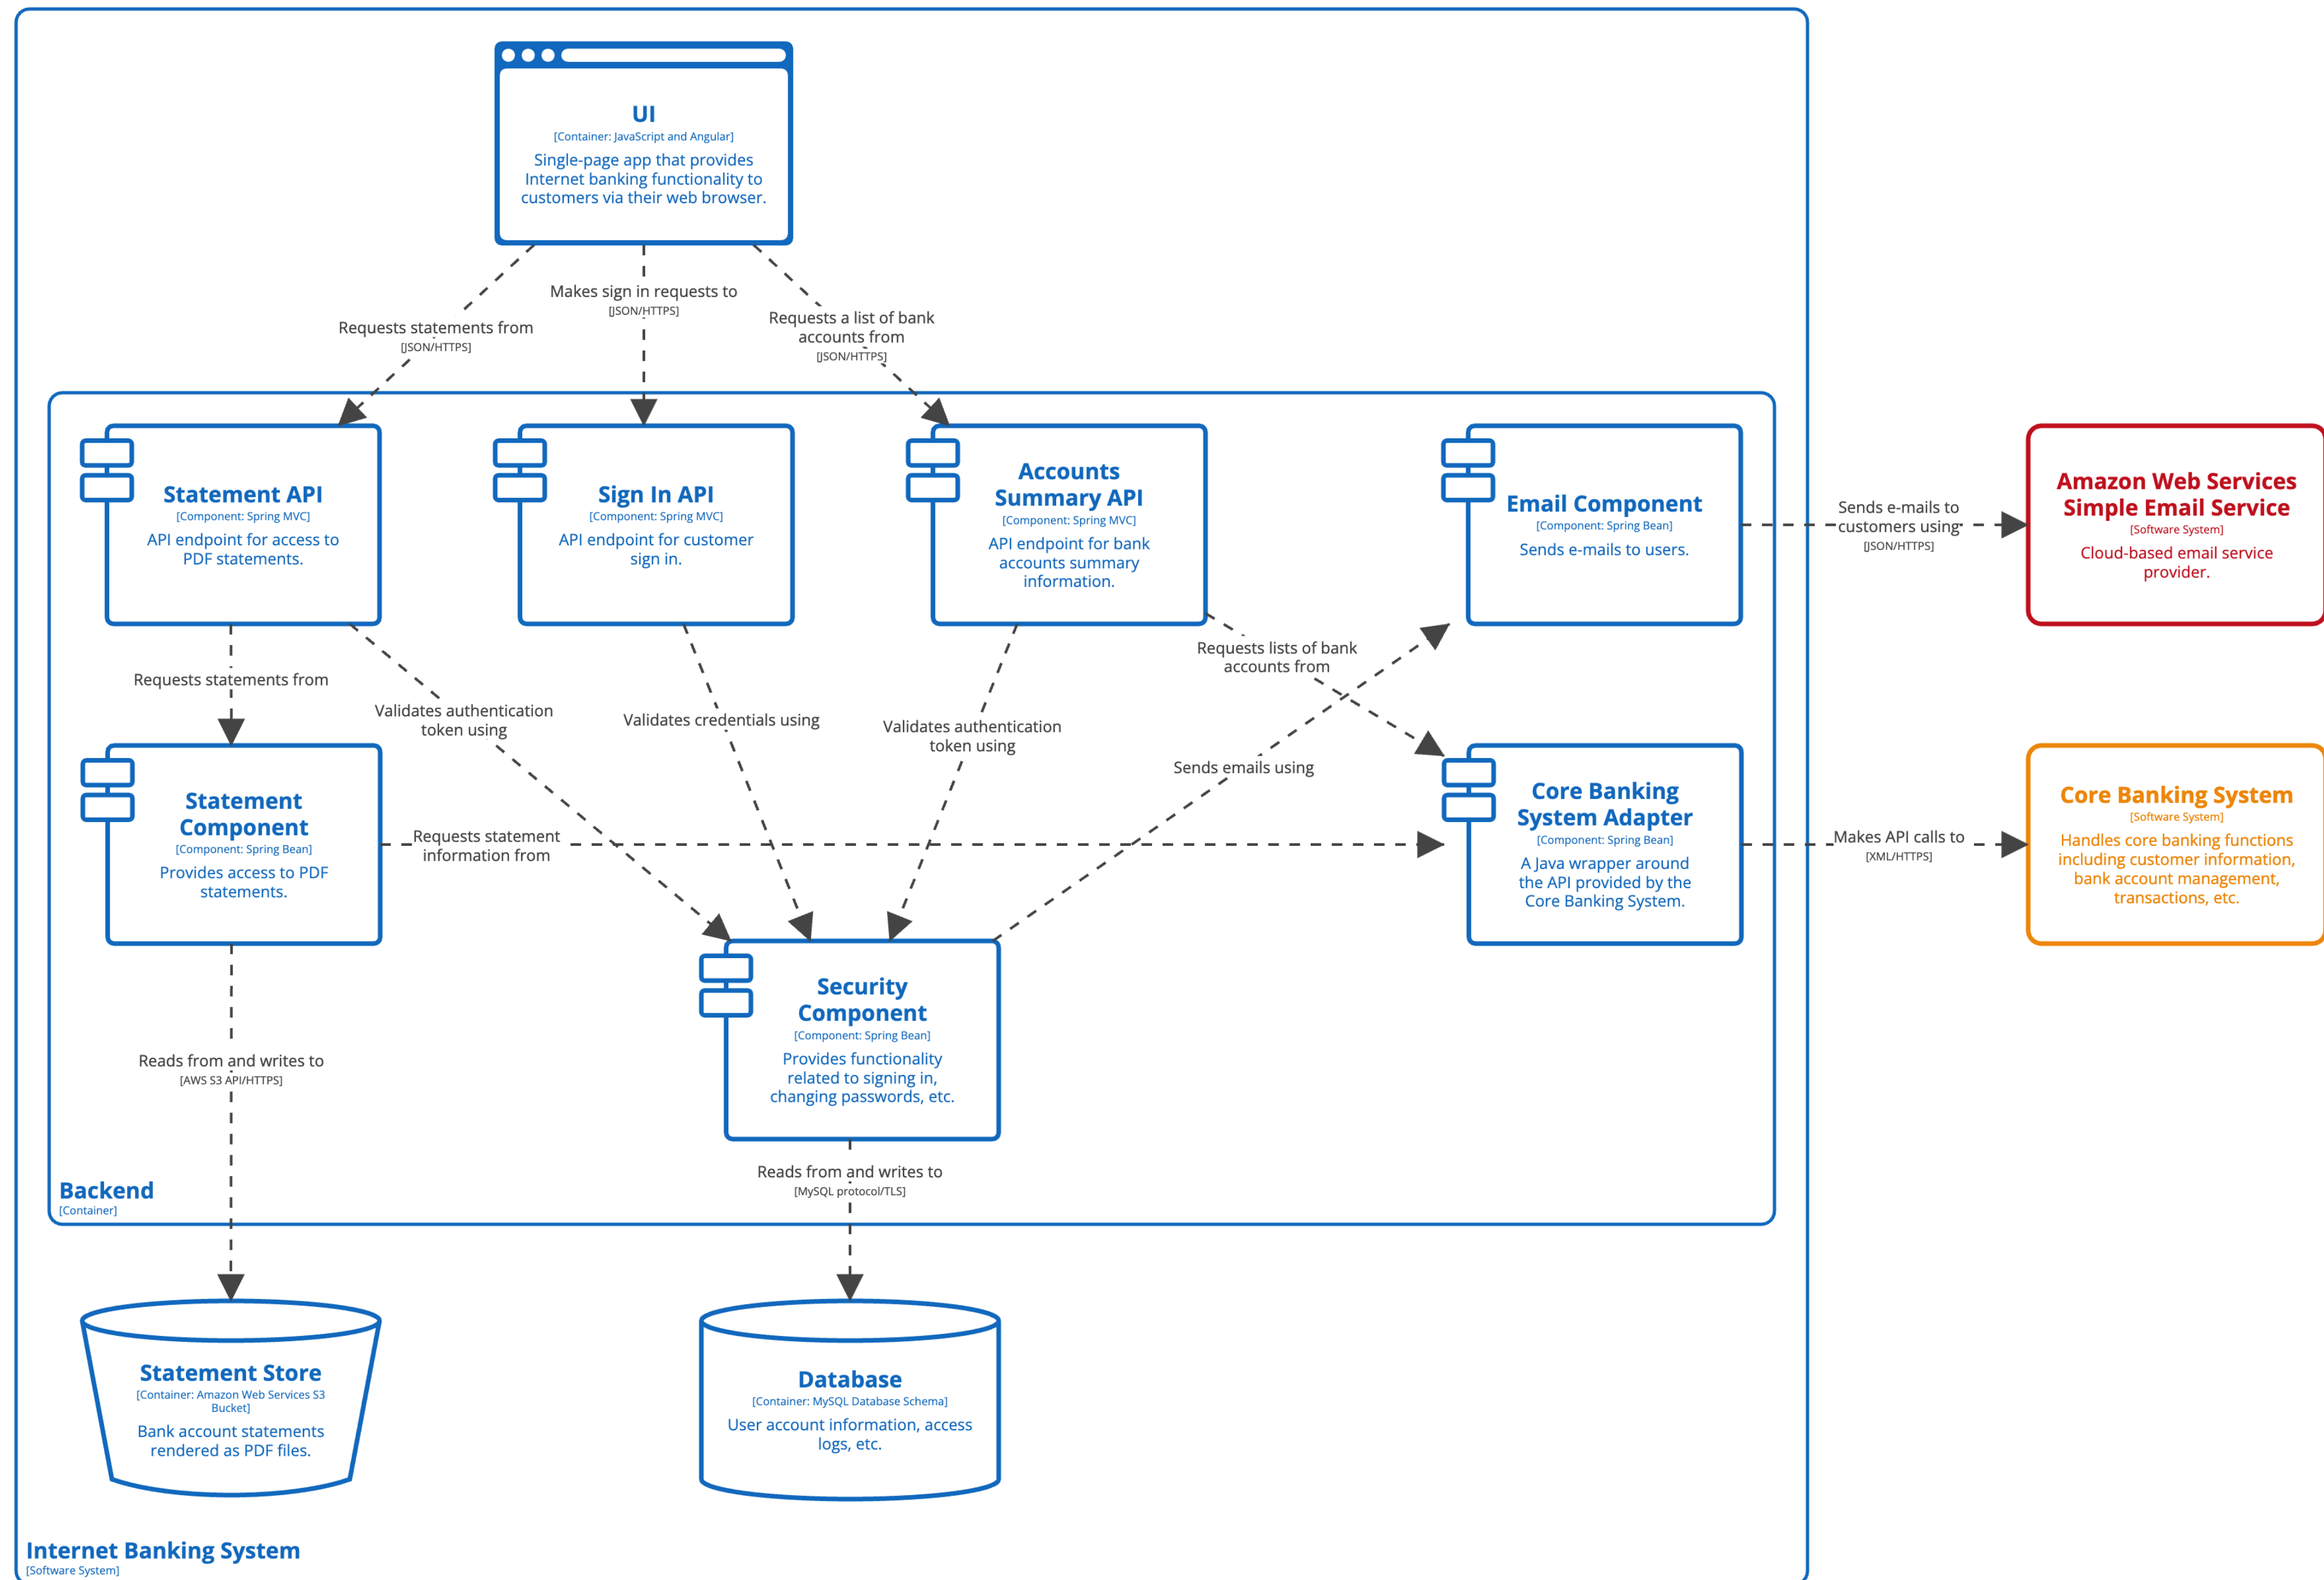 UI
[Container: JavaScript and Angular]
Single-page app that provides
Internet banking functionality to
customers via their web browser.
Requests statements from
[JSON/HTTPS]
Makes sign in requests to
[JSON/HTTPS]
Requests a list of bank
accounts from
[JSON/HTTPS]
Statement API
[Component: Spring MVC]
API endpoint for access to
PDF statements.
Sign In API
[Component: Spring MVC]
API endpoint for customer
sign in.
Accounts
Summary API
[Component: Spring MVC]
API endpoint for bank
accounts summary
information.
Email Component
[Component: Spring Bean]
Sends e-mails to users.
Sends e-mails to
customers using
[JSON/HTTPS]
Amazon Web Services
Simple Email Service
[Software System]
Cloud-based email service
provider.
Requests statements from
Validates authentication
token using
Validates credentials using
Validates authentication
token using
Requests lists of bank
accounts from
Sends emails using
Statement
Component
[Component: Spring Bean]
Provides access to PDF
statements.
Requests statement
information from
Core Banking
System Adapter
[Component: Spring Bean]
A Java wrapper around
the API provided by the
Core Banking System.
Makes API calls to
[XML/HTTPS]
Core Banking System
[Software System]
Handles core banking functions
including customer information,
bank account management,
transactions, etc.
Security
Component
[Component: Spring Bean]
Provides functionality
related to signing in,
changing passwords, etc.
Reads from and writes to
[AWS S3 API/HTTPS]
Reads from and writes to
[MySQL protocol/TLS]
Backend
[Container]
Statement Store
[Container: Amazon Web Services S3
Bucket]
Bank account statements
rendered as PDF files.
Database
[Container: MySQL Database Schema]
User account information, access
logs, etc.
Internet Banking System
[Software System]